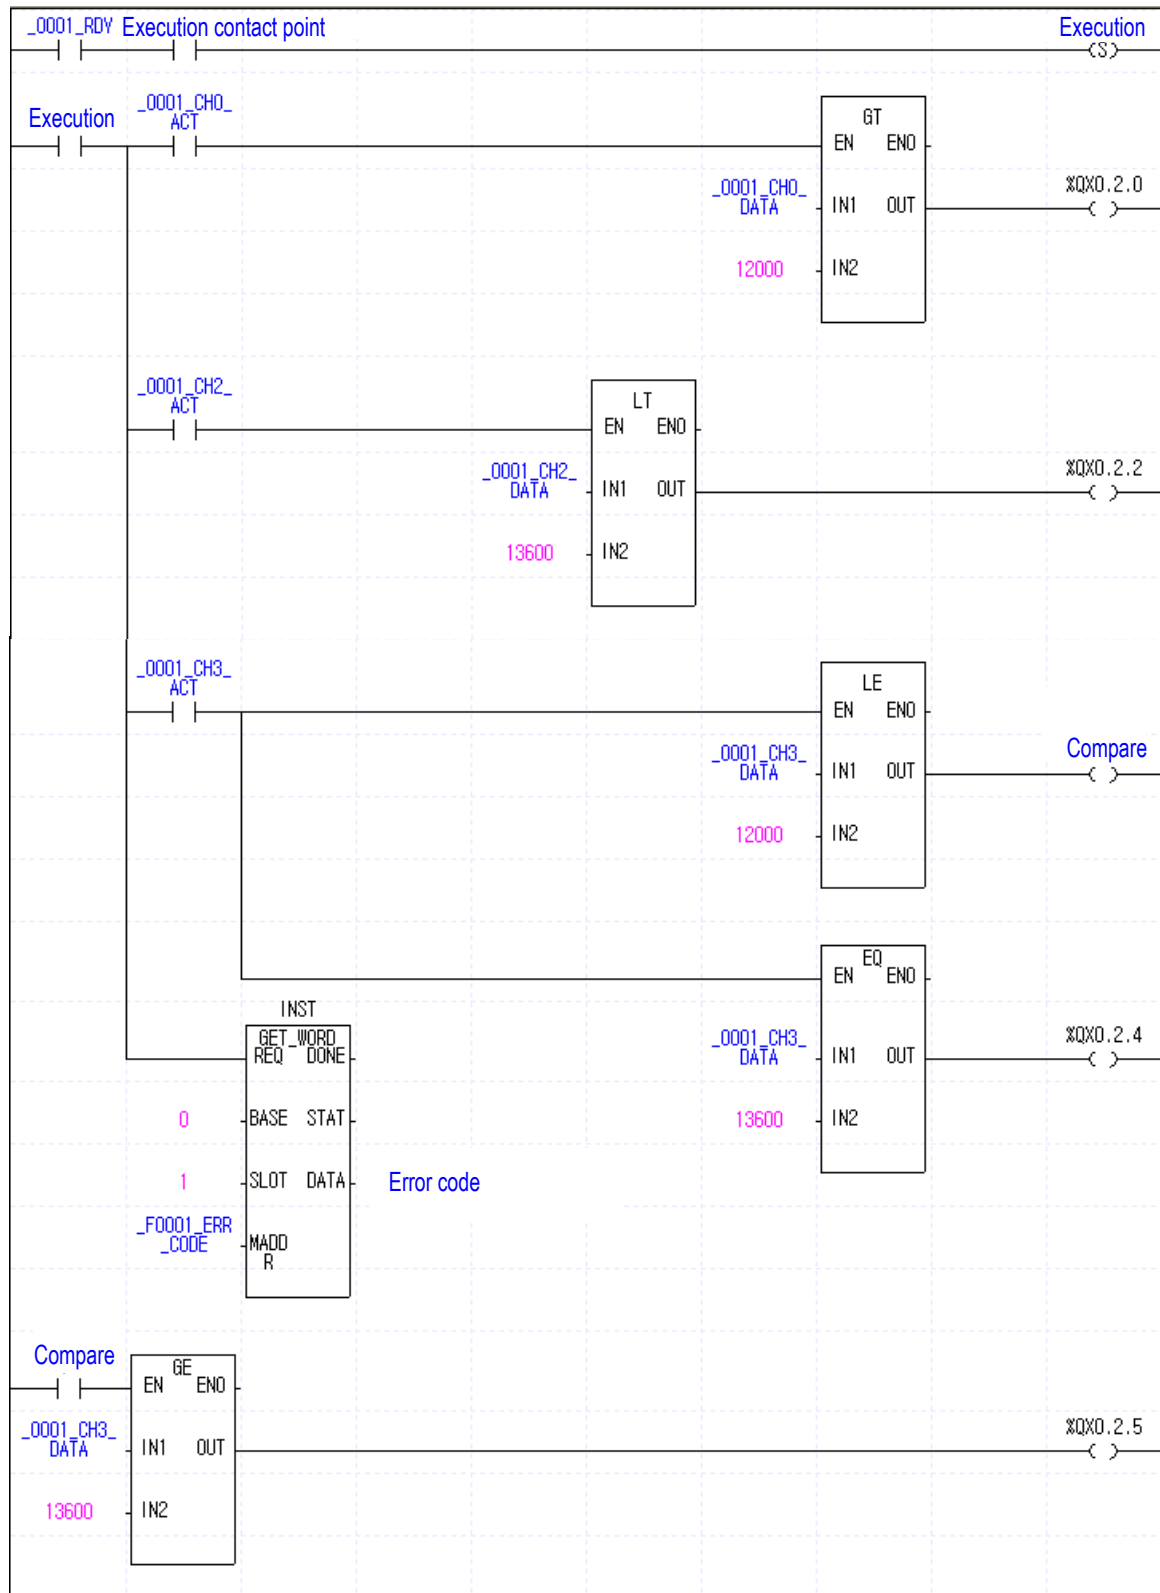 _0001_RDY Execution contact point Execution
(S)
Execution _0001_CH0_
ACT
GT
EN ENO
_0001_CH0_
DATA IN1 OUT %QX0.2.0
12000 IN2
_0001_CH2_
ACT
LT
EN ENO
_0001_CH2_
DATA IN1 OUT %QX0.2.2
13600 IN2
_0001_CH3_
ACT
LE
EN ENO
_0001_CH3_
DATA IN1 OUT Compare
12000 IN2
EQ
EN ENO
_0001_CH3_
DATA IN1 OUT %QX0.2.4
13600 IN2
INST
GET_WORD
REQ DONE
0 BASE STAT
1 SLOT DATA Error code
_F0001_ERR
_CODE MADD
R
Compare
GE
EN ENO
_0001_CH3_
DATA IN1 OUT %QX0.2.5
13600 IN2